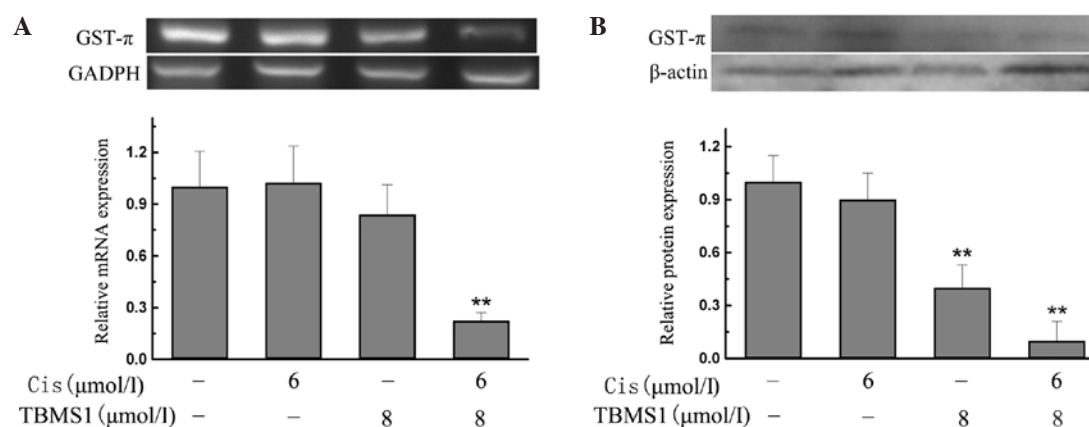 A
GST-π
GADPH
Relative mRNA expression
1.2
0.9
0.6
0.3
0.0
**
Cis(μmol/l) – 6 – 6
TBMS1(μmol/l) – – 8 8
B
GST-π
β-actin
Relative protein expression
1.2
0.9
0.6
0.3
0.0
**
**
Cis(μmol/l) – 6 – 6
TBMS1(μmol/l) – – 8 8